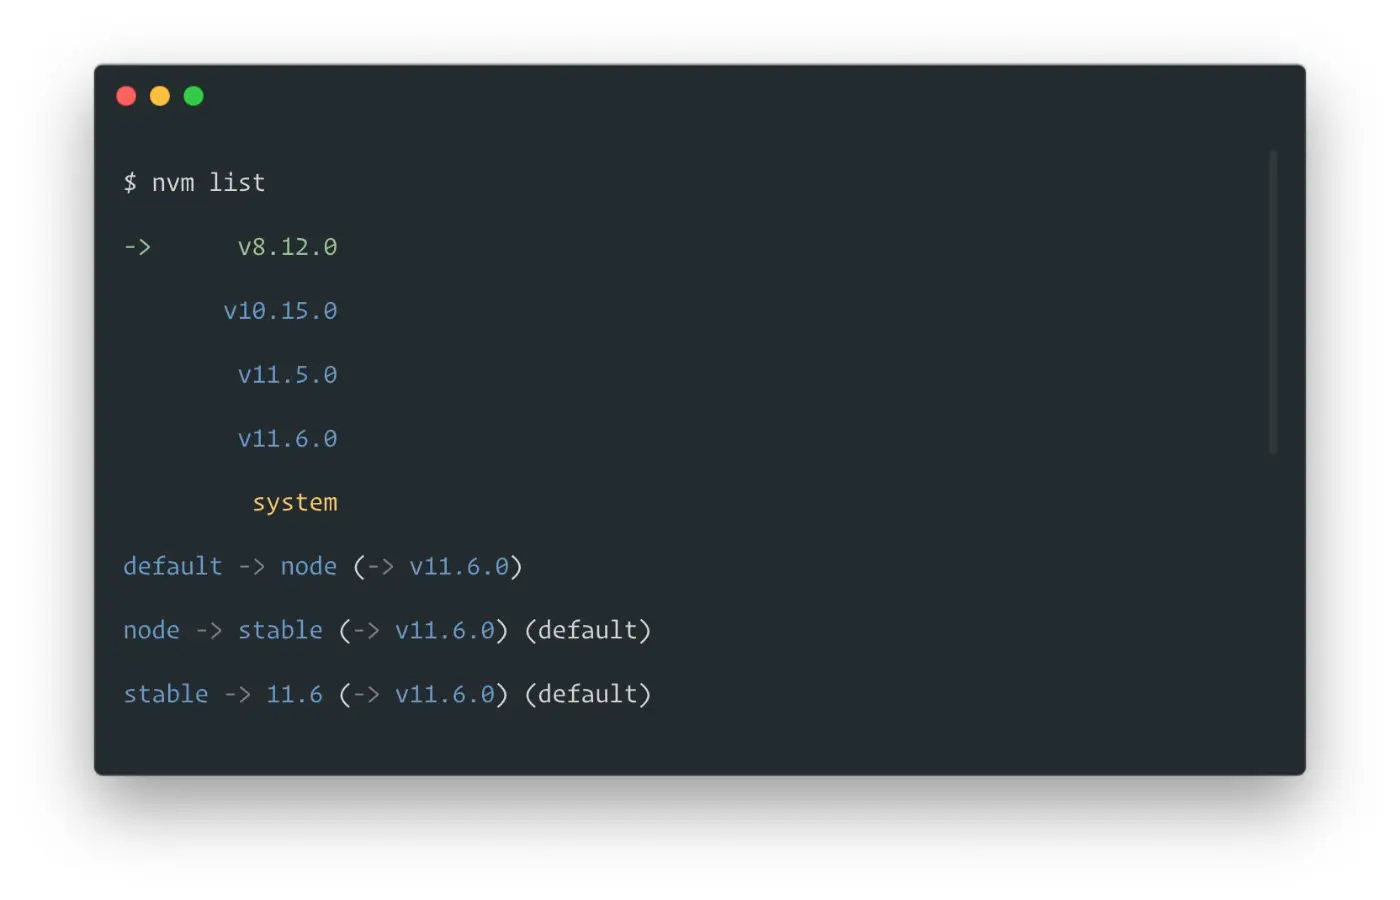 $ nvm list
->      v8.12.0
       v10.15.0
        v11.5.0
        v11.6.0
         system
default -> node (-> v11.6.0)
node -> stable (-> v11.6.0) (default)
stable -> 11.6 (-> v11.6.0) (default)